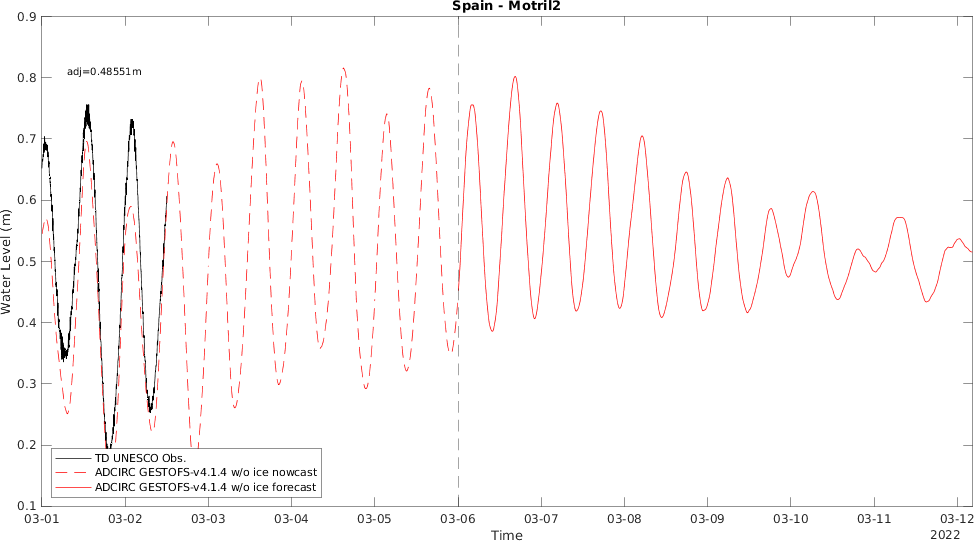 Spain - Motril2
0.9
0.8
0.7
0.6
0.5
0.4
0.3
0.2
0.1
Water Level (m)
adj=0.48551m
TD UNESCO Obs.
ADCIRC GESTOFS-v4.1.4 w/o ice nowcast
ADCIRC GESTOFS-v4.1.4 w/o ice forecast
03-01 03-02 03-03 03-04 03-05 03-06 03-07 03-08 03-09 03-10 03-11 03-12
Time
2022